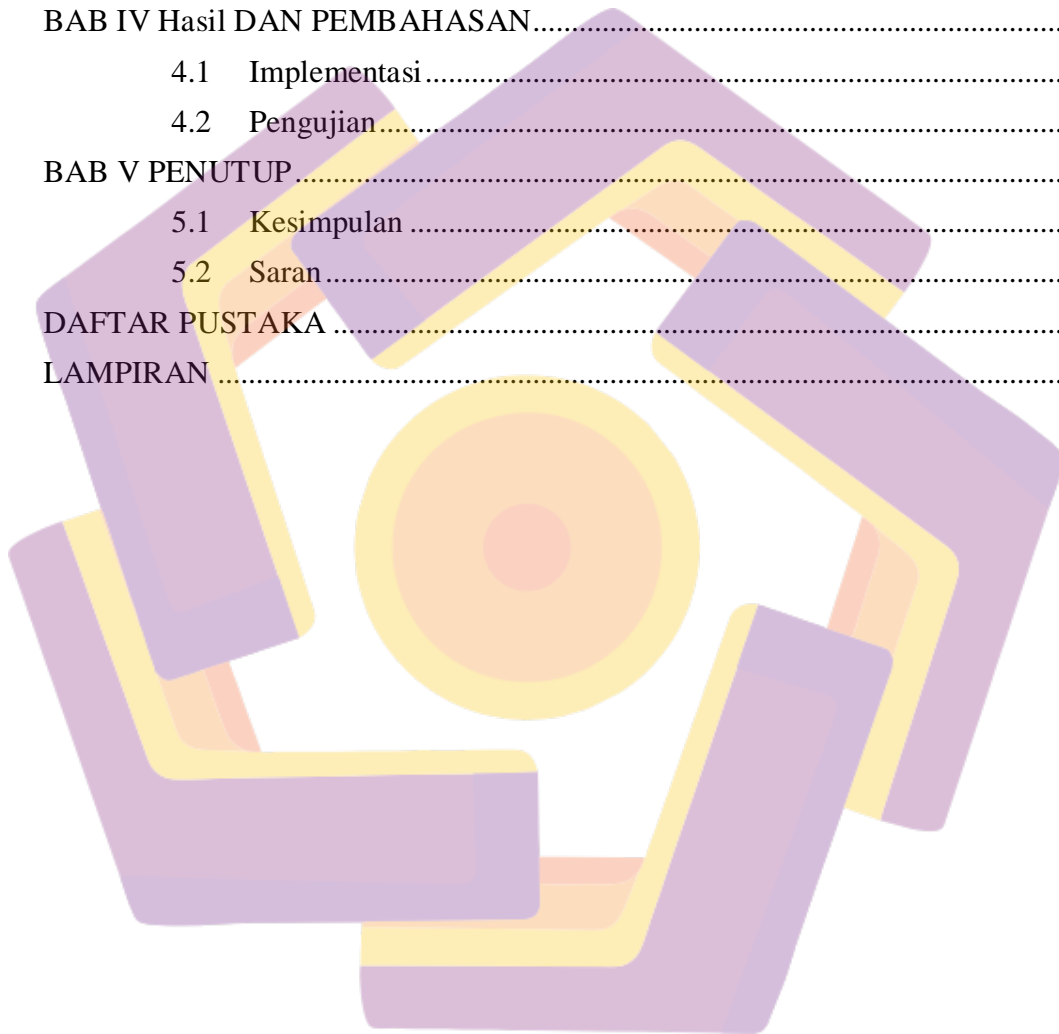 BAB IV Hasil DAN PEMBAHASAN................................................................
4.1 Implementasi................................................................................
4.2 Pengujian.....................................................................................
BAB V PENUTUP..............................................................................................
5.1 Kesimpulan..................................................................................
5.2 Saran............................................................................................
DAFTAR PUSTAKA..........................................................................................
LAMPIRAN.......................................................................................................